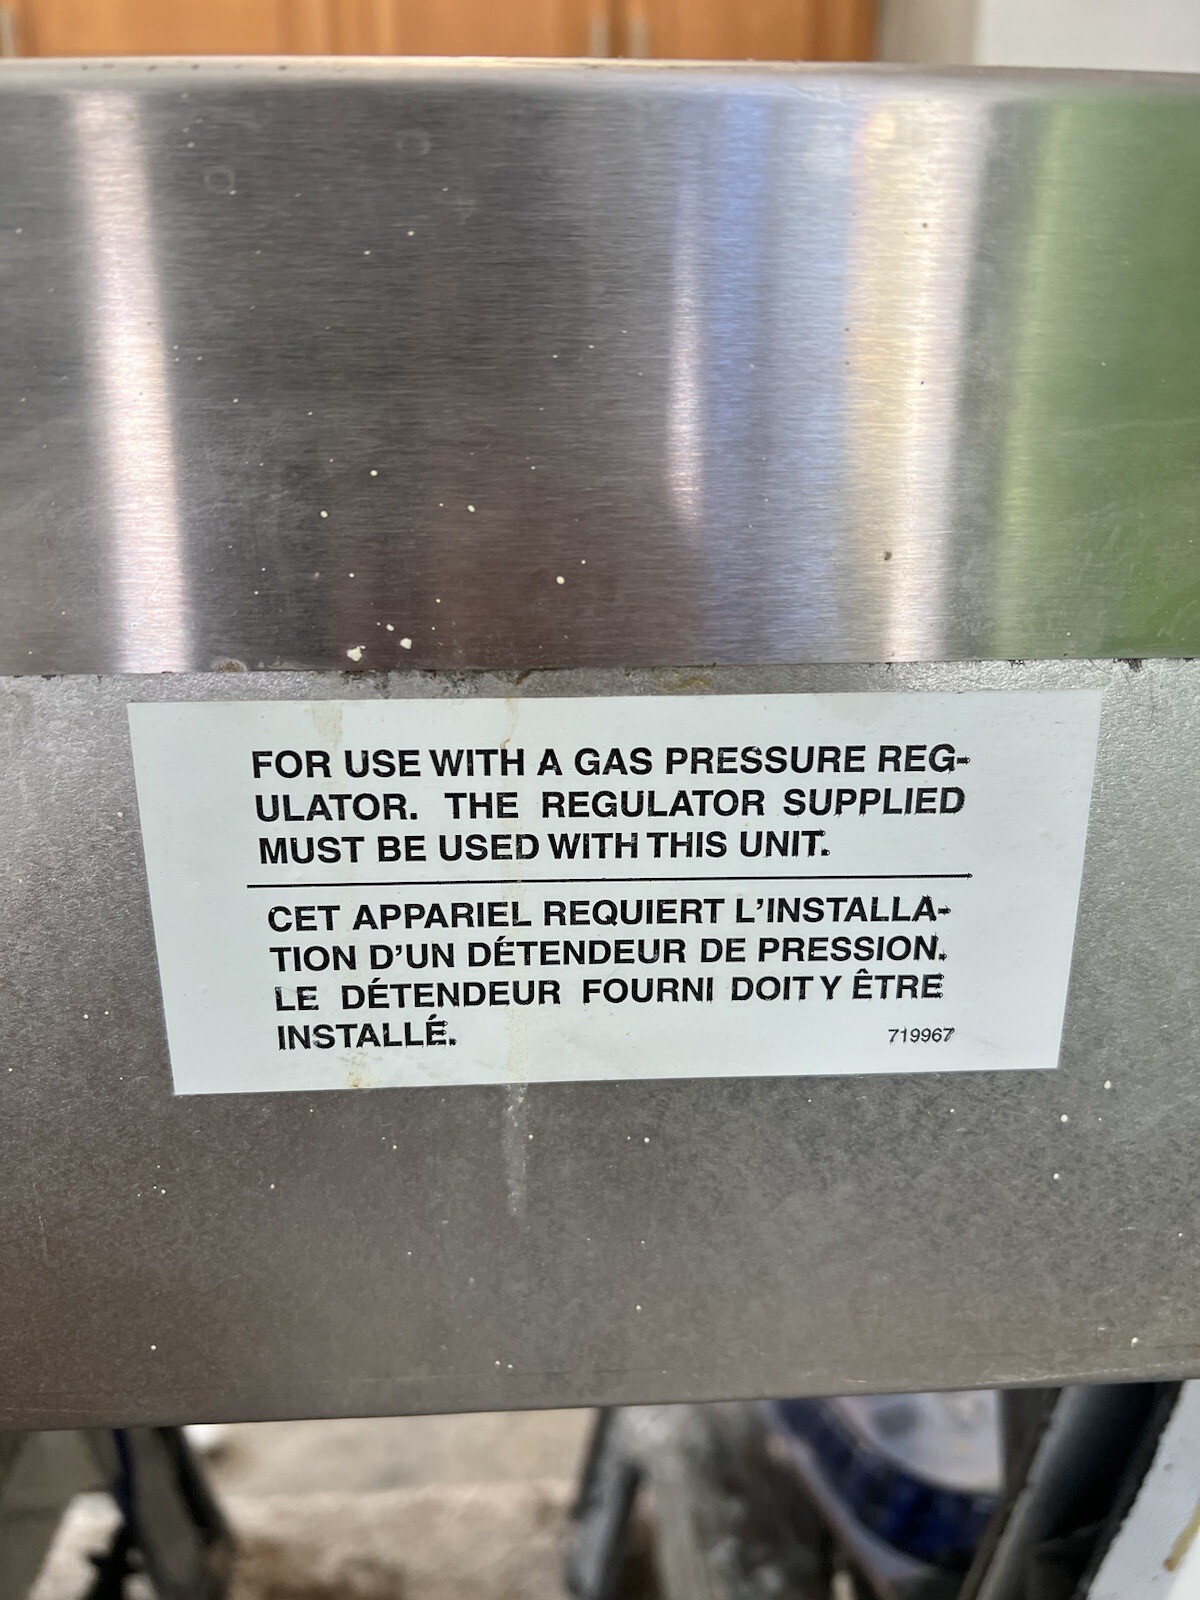 FOR USE WITH A GAS PRESSURE REG-
ULATOR. THE REGULATOR SUPPLIED
MUST BE USED WITH THIS UNIT.
CET APPARIEL REQUIERT L'INSTALLA-
TION D'UN DÉTENDEUR DE PRESSION.
LE DÉTENDEUR FOURNI DOIT Y ÊTRE
INSTALLÉ.
719967